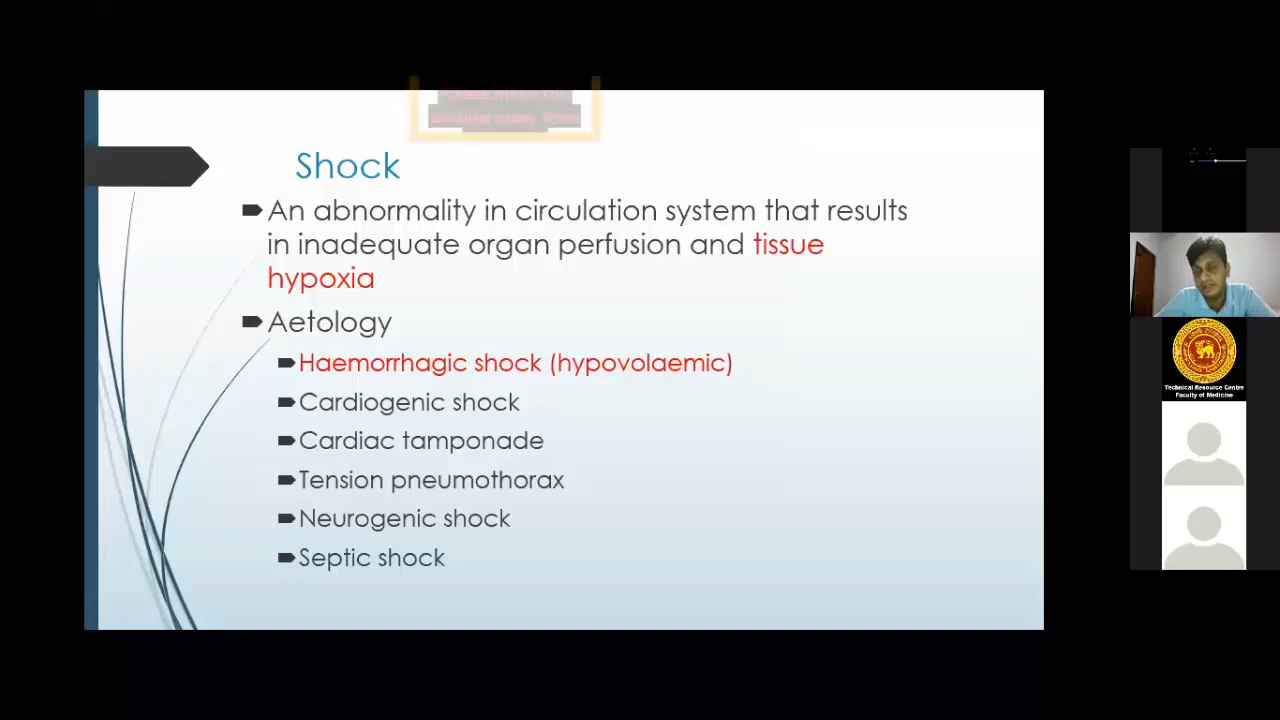 Shock
An abnormality in circulation system that results
in inadequate organ perfusion and tissue
hypoxia
Aetology
Haemorrhagic shock (hypovolaemic)
Cardiogenic shock
Cardiac tamponade
Tension pneumothorax
Neurogenic shock
Septic shock
Technical Resource Centre
Faculty of Medicine